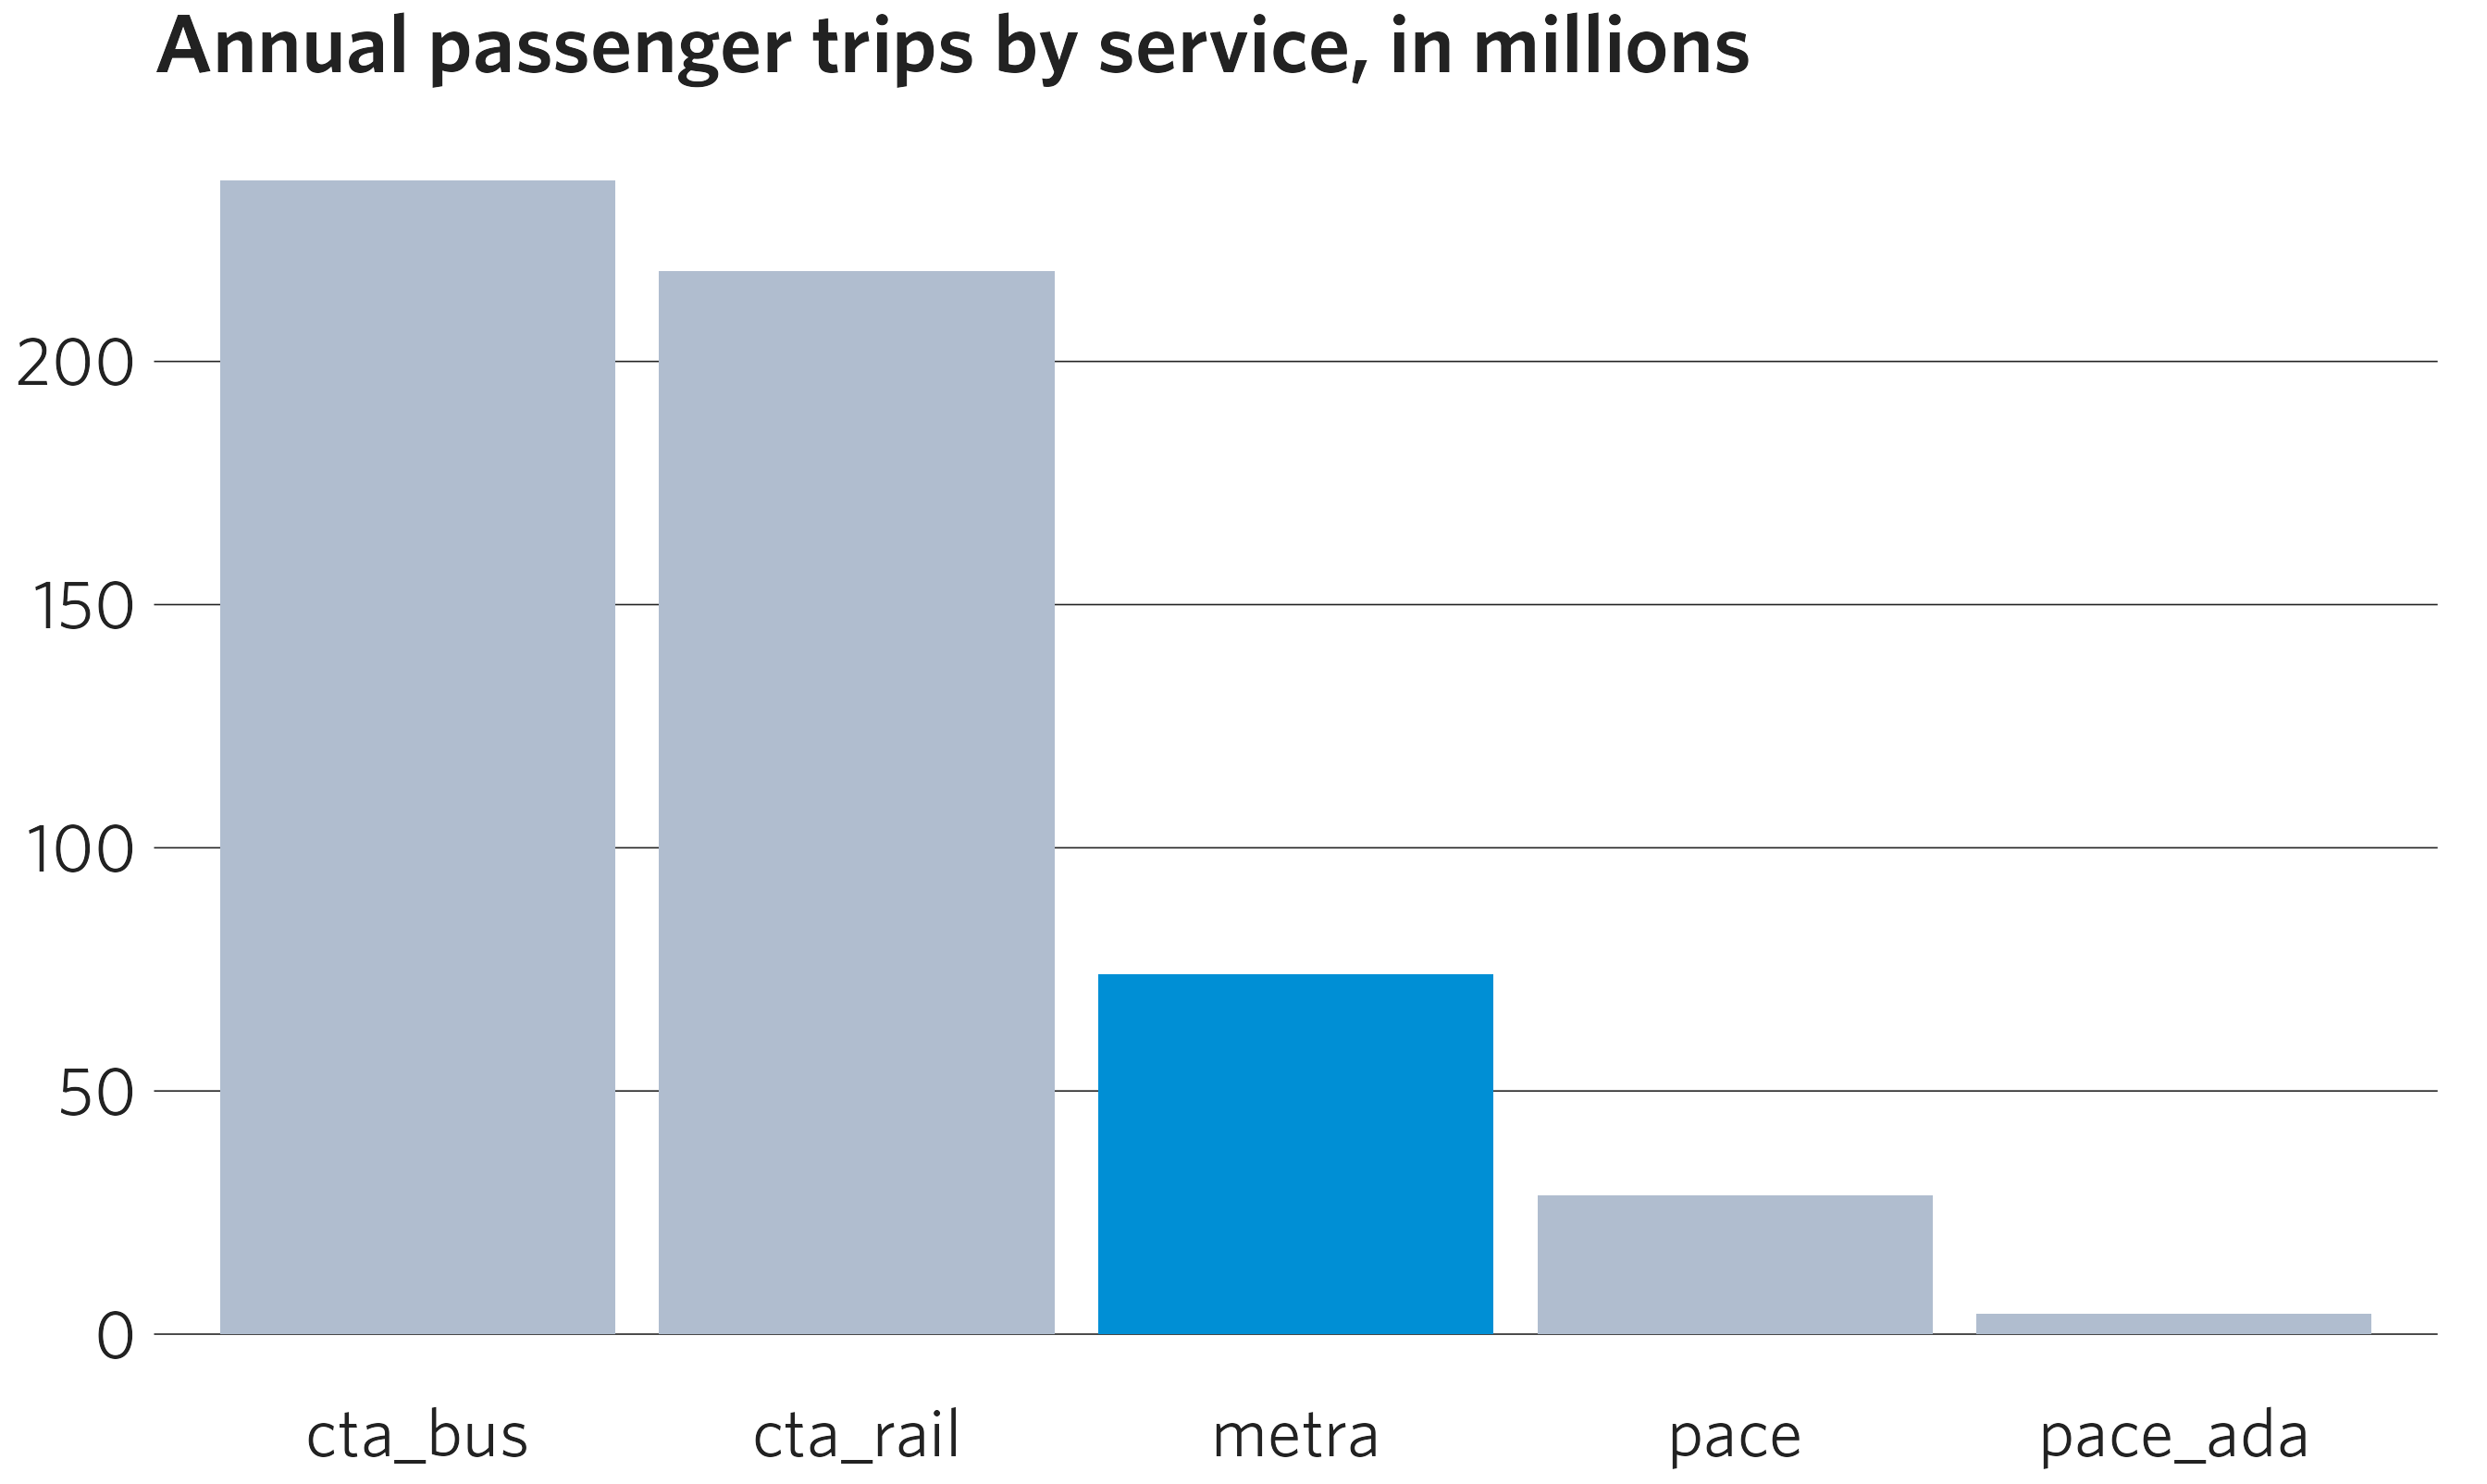 Annual passenger trips by service, in millions
200
150
100
50
0
cta_bus cta_rail metra pace pace_ada